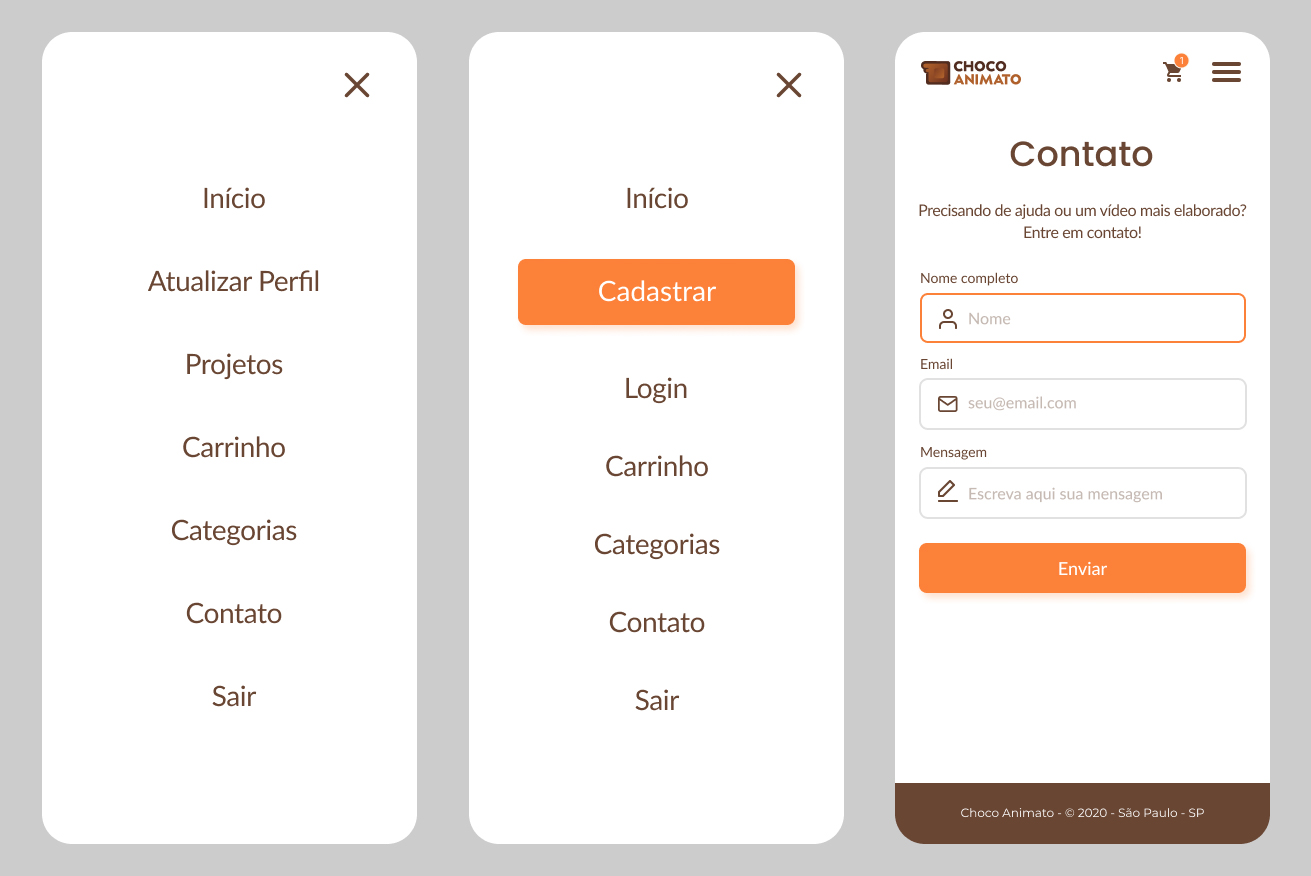 Início
Atualizar Perfil
Projetos
Carrinho
Categorias
Contato
Sair
Início
Cadastrar
Login
Carrinho
Categorias
Contato
Sair
CHOCO
ANIMATO
1
Contato
Precisando de ajuda ou um vídeo mais elaborado?
Entre em contato!
Nome completo
Nome
Email
seu@email.com
Mensagem
Escreva aqui sua mensagem
Enviar
Choco Animato - © 2020 - São Paulo - SP